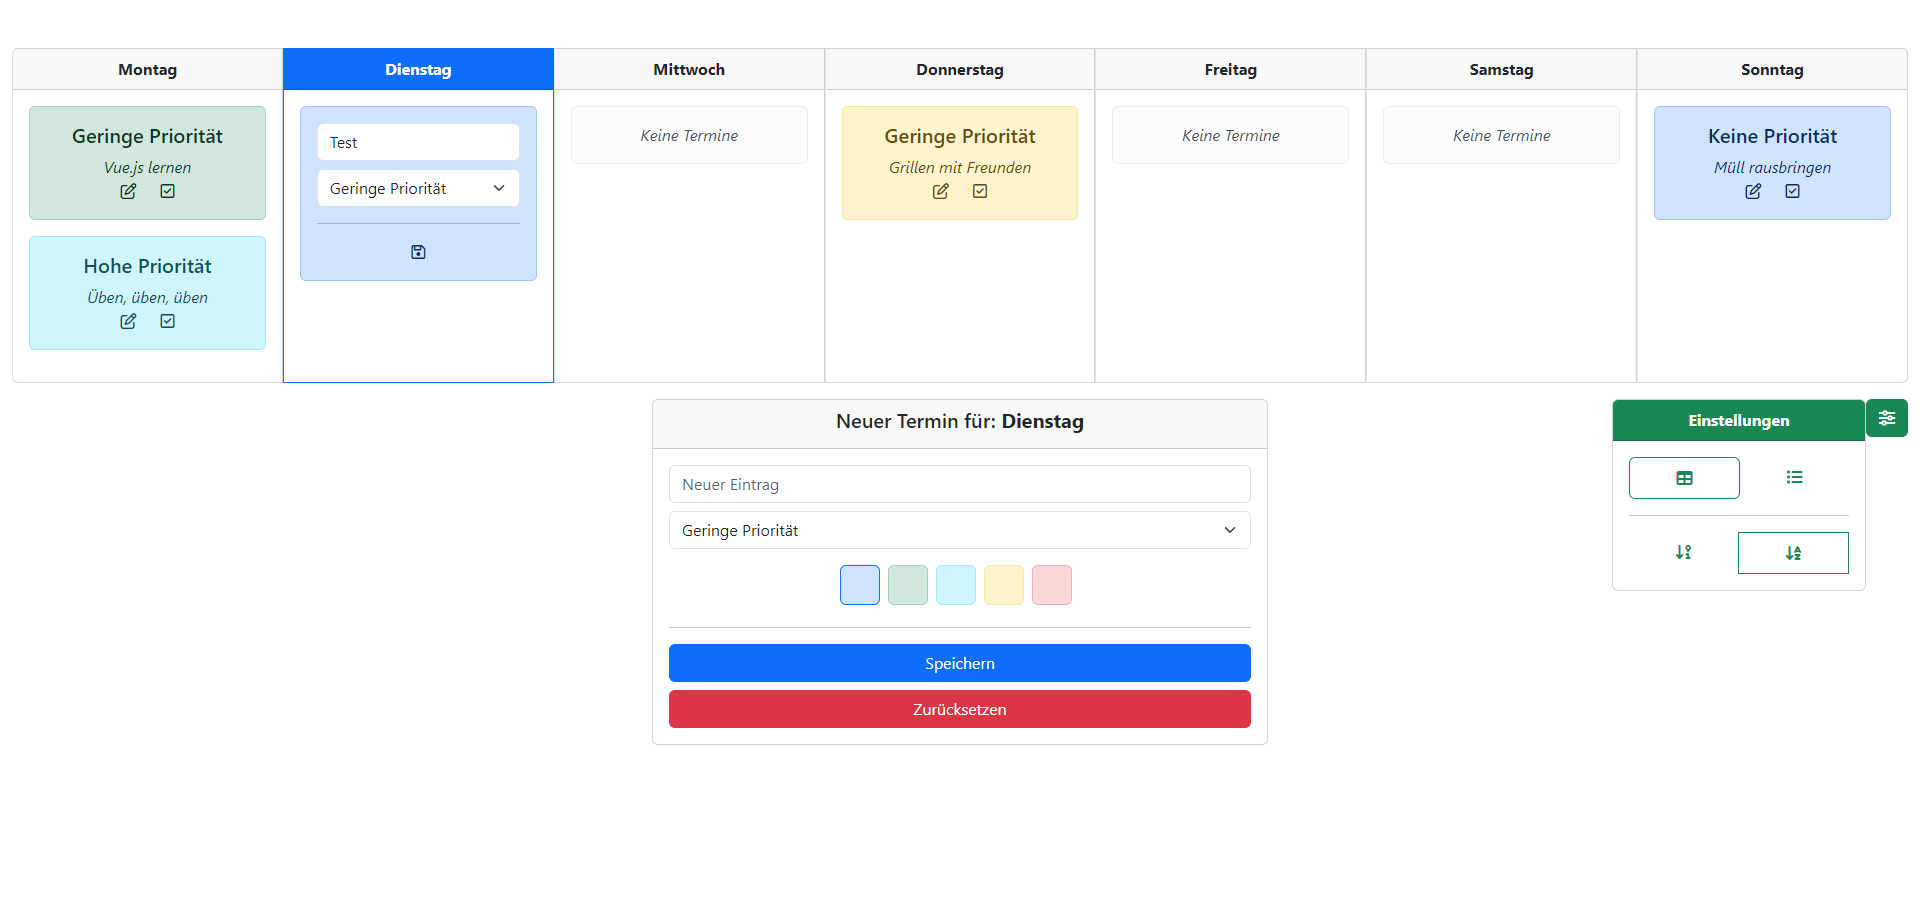 Montag
Dienstag
Mittwoch
Donnerstag
Freitag
Samstag
Sonntag
Geringe Priorität
Vue.js lernen
Hohe Priorität
Üben, üben, üben
Test
Geringe Priorität
Keine Termine
Geringe Priorität
Grillen mit Freunden
Keine Termine
Keine Termine
Keine Priorität
Müll rausbringen
Neuer Termin für: Dienstag
Neuer Eintrag
Geringe Priorität
Speichern
Zurücksetzen
Einstellungen